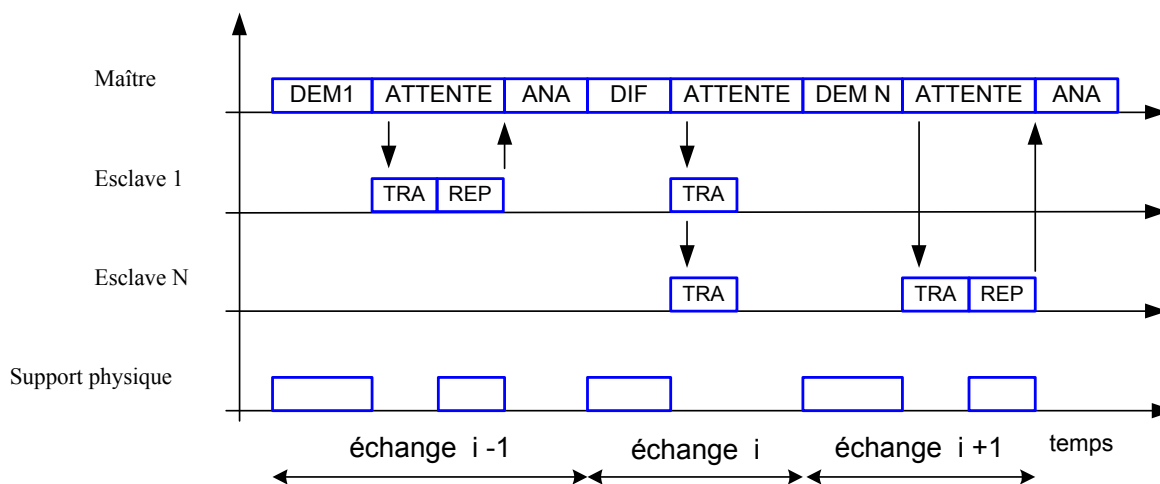 Maître
DEM1 ATTENTE ANA DIF ATTENTE DEM N ATTENTE ANA
Esclave 1
TRA REP TRA
Esclave N
TRA TRA REP
Support physique
échange i -1 échange i échange i +1 temps